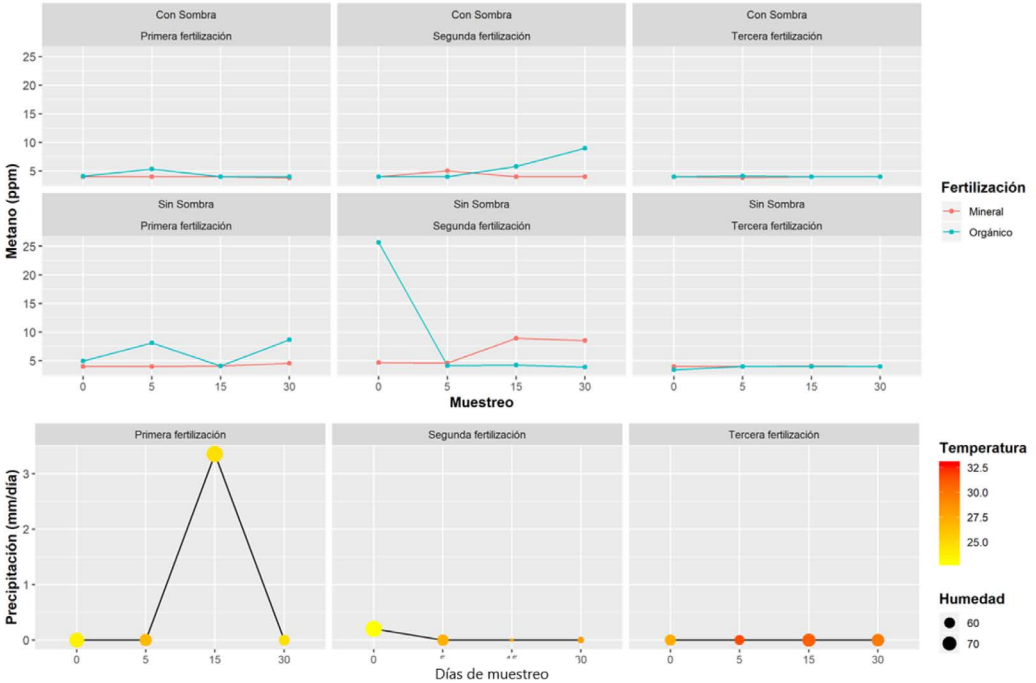 Con Sombra
Con Sombra
Con Sombra
Primera fertilización
Segunda fertilización
Tercera fertilización
25
20
15
10
5
Metano (ppm)
Sin Sombra
Sin Sombra
Sin Sombra
Primera fertilización
Segunda fertilización
Tercera fertilización
25
20
15
10
5
0 5 15 30
0 5 15 30
0 5 15 30
Muestreo
Fertilización
Mineral
Orgánico
Primera fertilización
Segunda fertilización
Tercera fertilización
Precipitación (mm/día)
3
2
1
0
0 5 15 30
0
0 5 15 30
Días de muestreo
Temperatura
32.5
30.0
27.5
25.0
Humedad
60
70